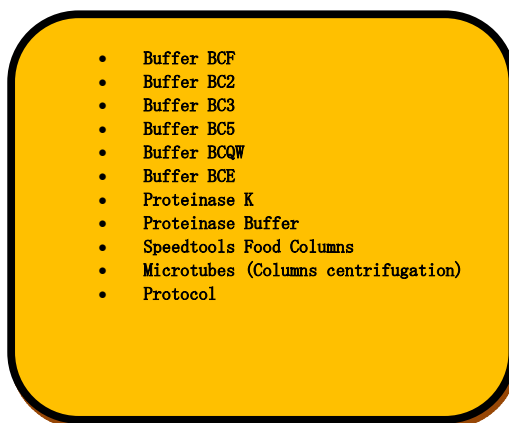 • Buffer BCF
• Buffer BC2
• Buffer BC3
• Buffer BC5
• Buffer BCQW
• Buffer BCE
• Proteinase K
• Proteinase Buffer
• Speedtools Food Columns
• Microtubes (Columns centrifugation)
• Protocol